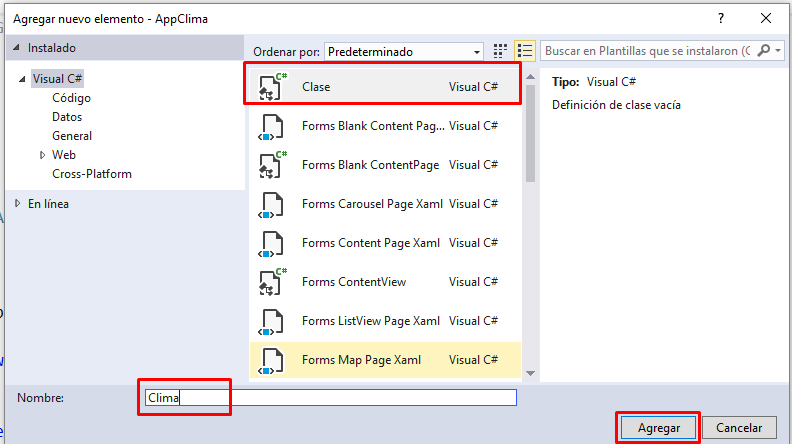 Agregar nuevo elemento - AppClima
? 
Instalado
Visual C#
Código
Datos
General
Web
Cross-Platform
En línea
Ordenar por: Predeterminado
C# Clase Visual C#
Forms Blank Content Pag... Visual C#
C# Forms Blank ContentPage Visual C#
Forms Carousel Page Xaml Visual C#
Forms Content Page Xaml Visual C#
C# Forms ContentView Visual C#
Forms ListView Page Xaml Visual C#
Forms Map Page Xaml Visual C#
Buscar en Plantillas que se instalaron (C
Tipo: Visual C#
Definición de clase vacía
Nombre: Clima
Agregar Cancelar